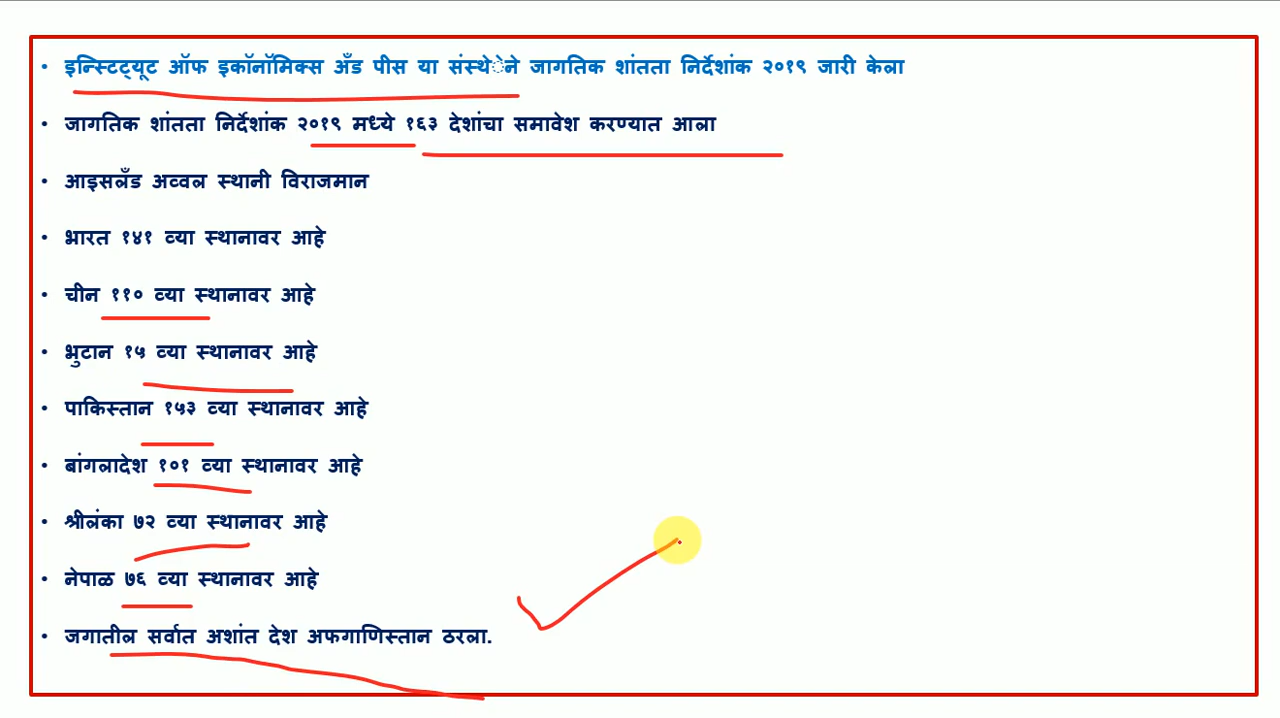 • इन्स्टिट्यूट ऑफ इकॉनॉमिक्स अँड पीस या संस्थेेने जागतिक शांतता निर्देशांक २०१९ जारी केला
• जागतिक शांतता निर्देशांक २०१९ मध्ये १६३ देशांचा समावेश करण्यात आला
• आइसलँड अव्वल स्थानी विराजमान
• भारत १४१ व्या स्थानावर आहे
• चीन ११० व्या स्थानावर आहे
• भुटान १५ व्या स्थानावर आहे
• पाकिस्तान १५३ व्या स्थानावर आहे
• बांगलादेश १०१ व्या स्थानावर आहे
• श्रीलंका ७२ व्या स्थानावर आहे
• नेपाळ ७६ व्या स्थानावर आहे
• जगातील सर्वात अशांत देश अफगाणिस्तान ठरला.